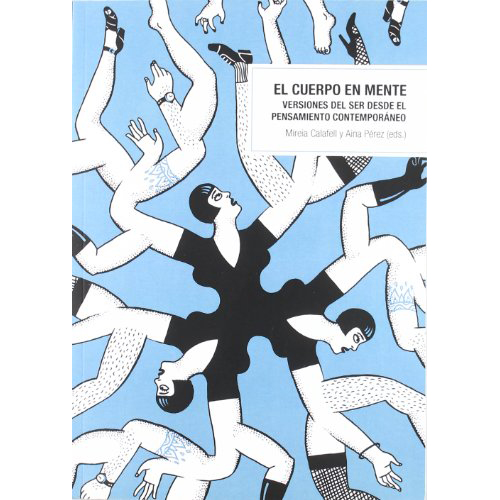 EL CUERPO EN MENTE
VERSIONES DEL SER DESDE EL
PENSAMIENTO CONTEMPORÁNEO
Mireia Calafell y Aina Pérez (eds.)